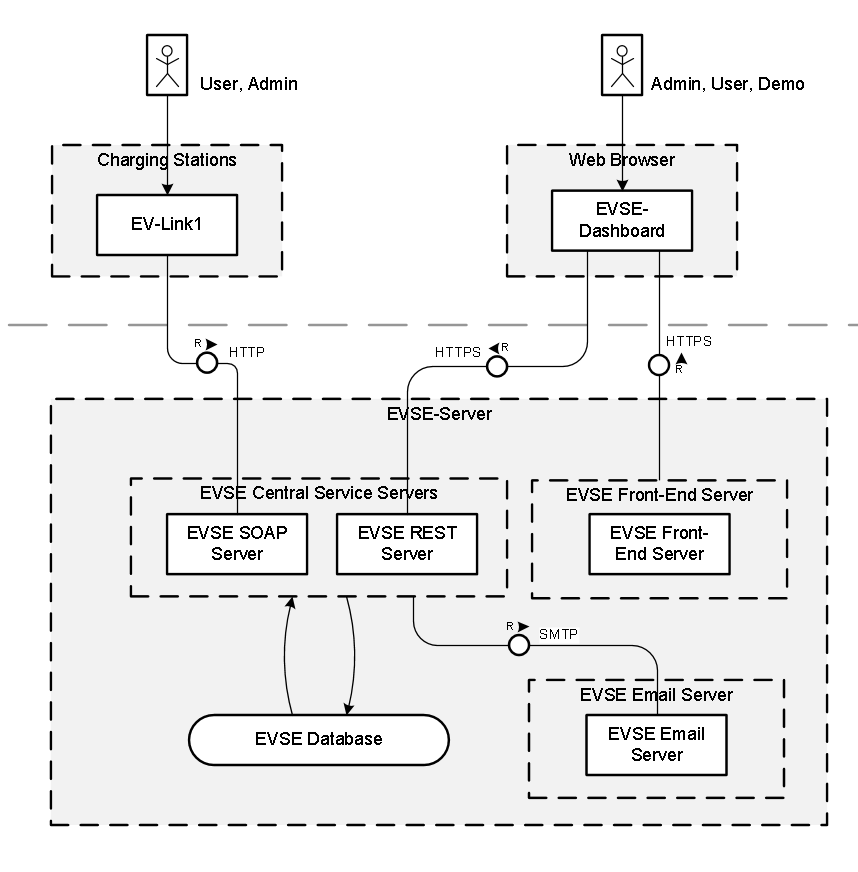 User, Admin
Admin, User, Demo
Charging Stations
Web Browser
EV-Link1
EVSE-
Dashboard
R
HTTP
HTTPS
R
HTTPS
R
EVSE-Server
EVSE Central Service Servers
EVSE Front-End Server
EVSE SOAP
Server
EVSE REST
Server
EVSE Front-
End Server
R
SMTP
EVSE Email Server
EVSE Database
EVSE Email
Server